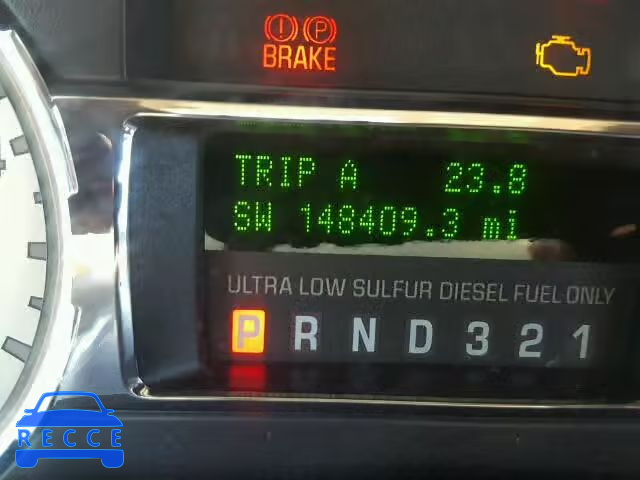 BRAKE
TRIP A 23.8
SW 148409.3 mi
ULTRA LOW SULFUR DIESEL FUEL ONLY
P R N D 3 2 1
RECCE